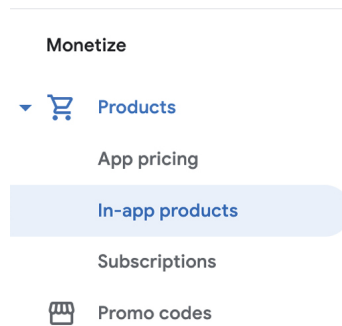 Monetize
Products
App pricing
In-app products
Subscriptions
Promo codes